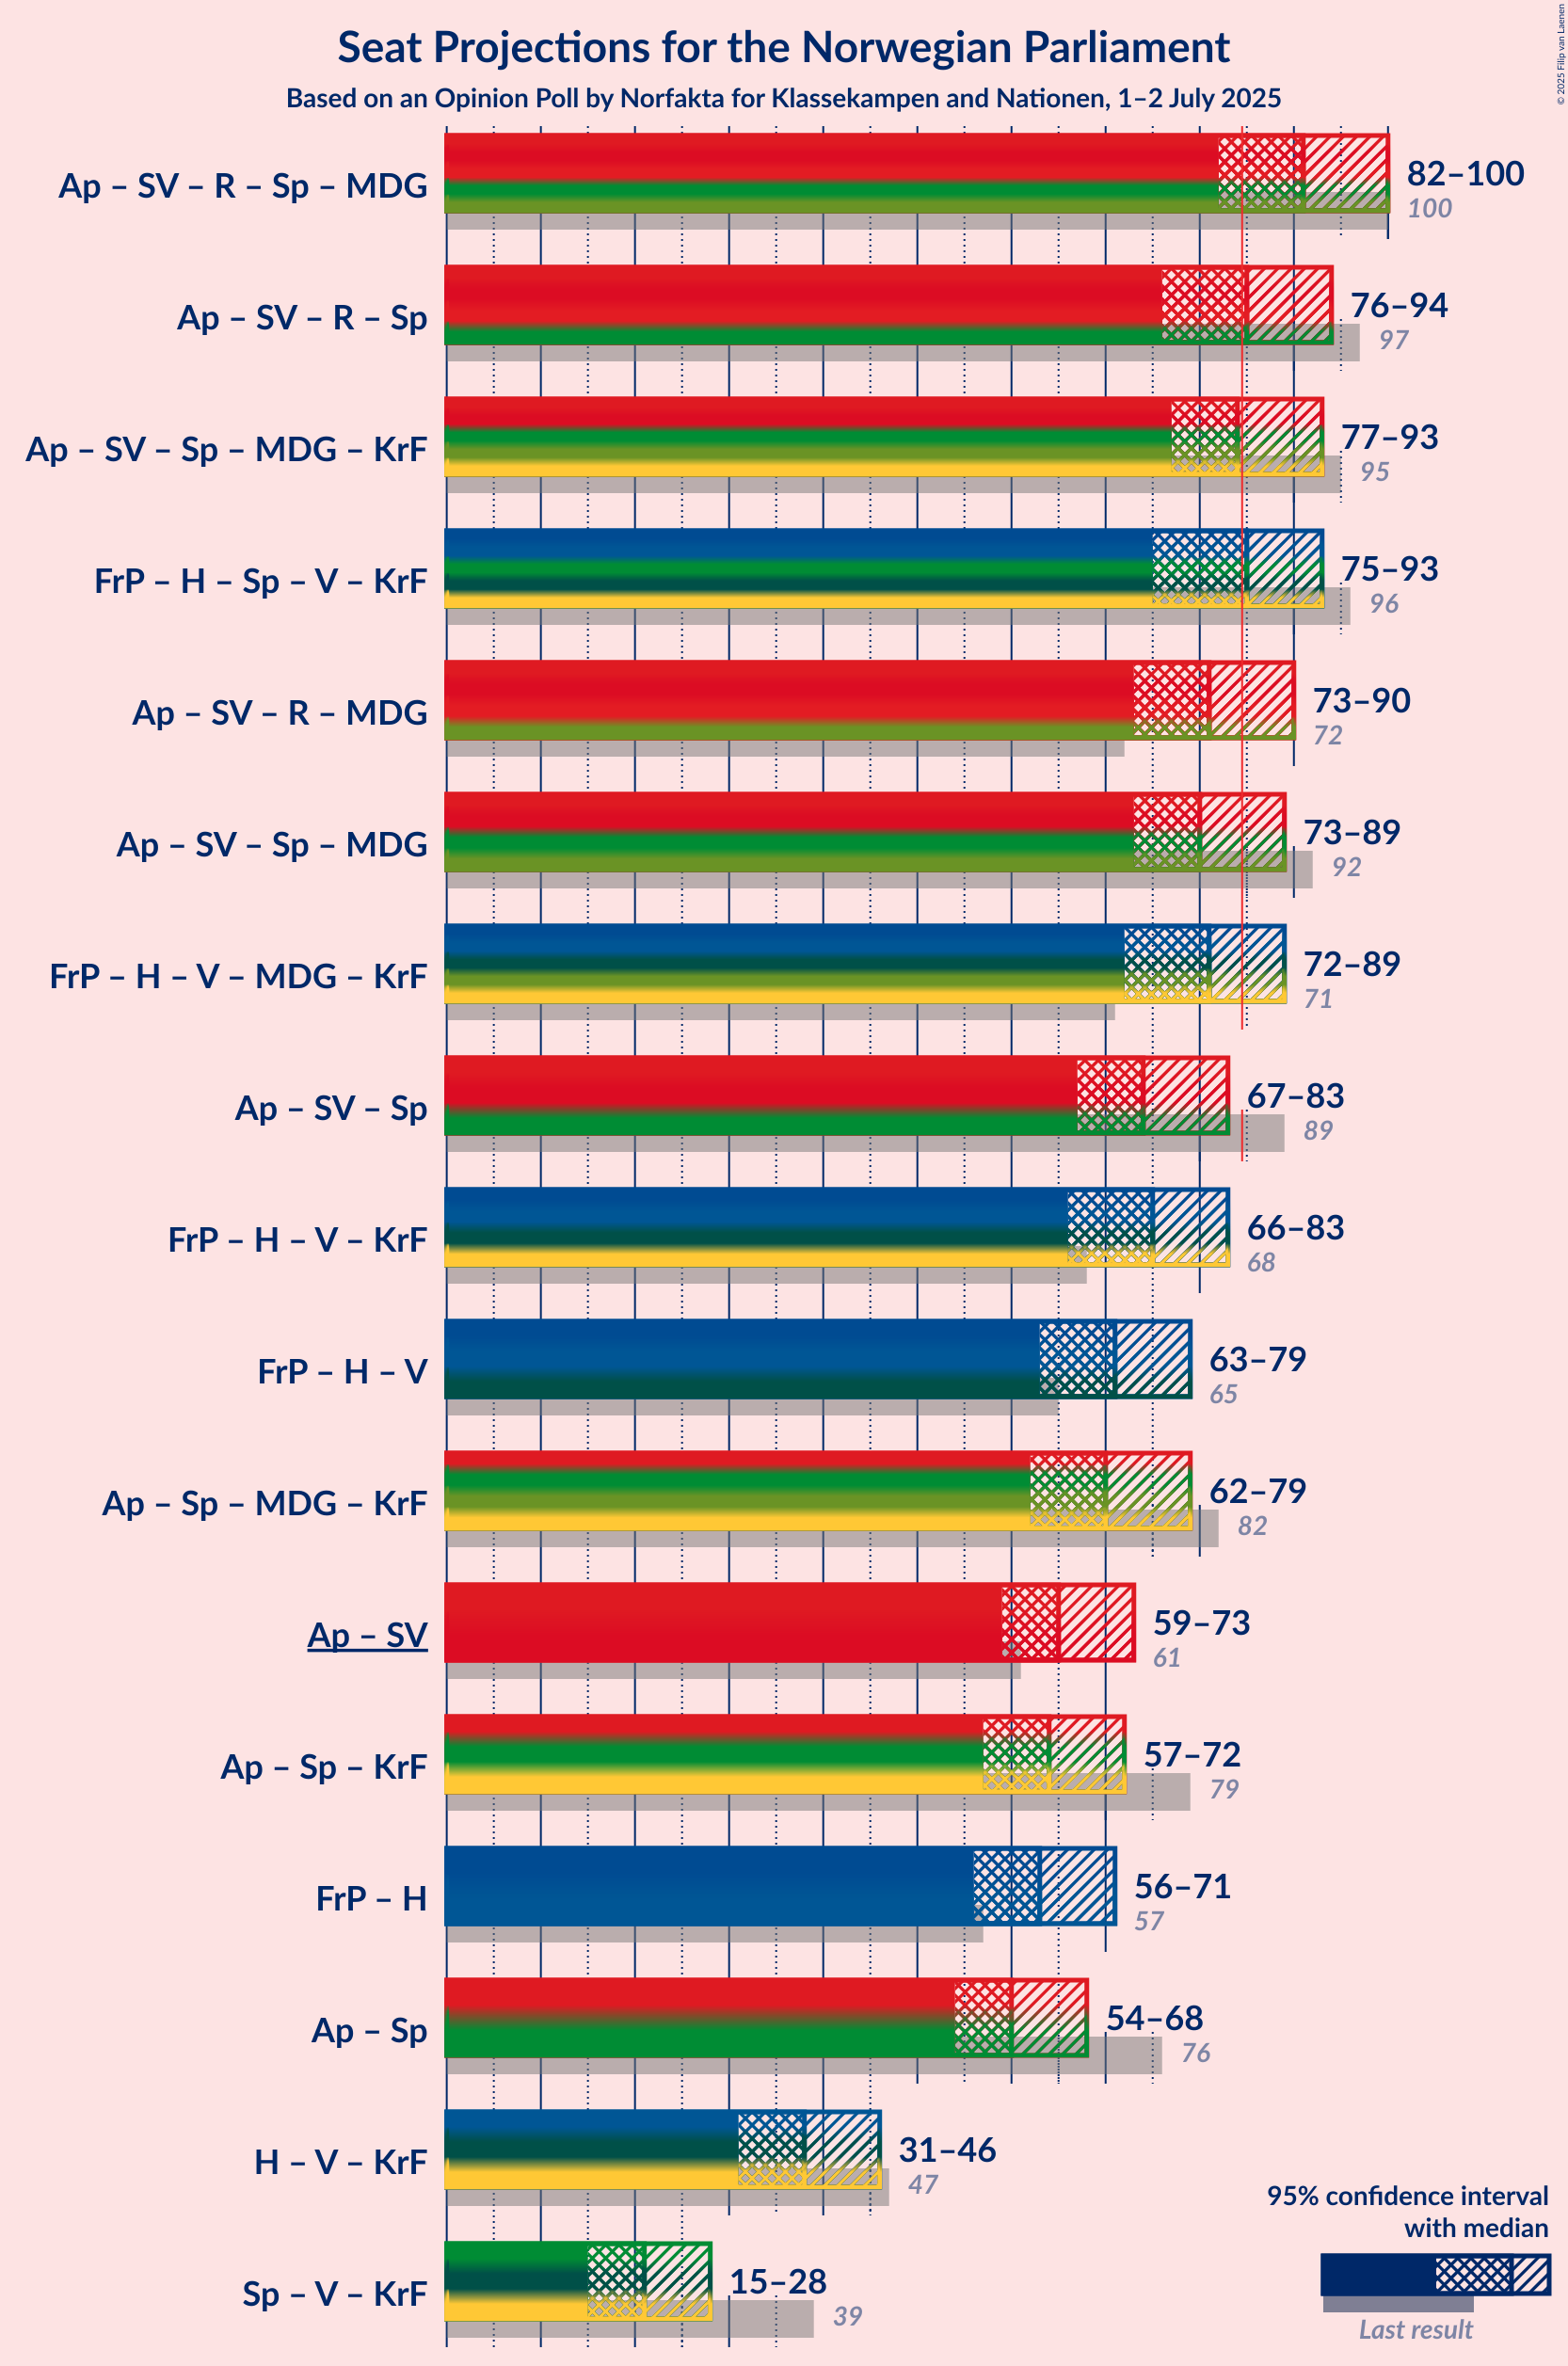 Seat Projections for the Norwegian Parliament
Based on an Opinion Poll by Norfakta for Klassekampen and Nationen, 1–2 July 2025
© 2025 Filip van Laenen
Ap – SV – R – Sp – MDG
82–100
100
Ap – SV – R – Sp
76–94
97
Ap – SV – Sp – MDG – KrF
77–93
95
FrP – H – Sp – V – KrF
75–93
96
Ap – SV – R – MDG
73–90
72
Ap – SV – Sp – MDG
73–89
92
FrP – H – V – MDG – KrF
72–89
71
Ap – SV – Sp
67–83
89
FrP – H – V – KrF
66–83
68
FrP – H – V
63–79
65
Ap – Sp – MDG – KrF
62–79
82
Ap – SV
59–73
61
Ap – Sp – KrF
57–72
79
FrP – H
56–71
57
Ap – Sp
54–68
76
H – V – KrF
31–46
47
Sp – V – KrF
15–28
39
95% confidence interval
with median
Last result